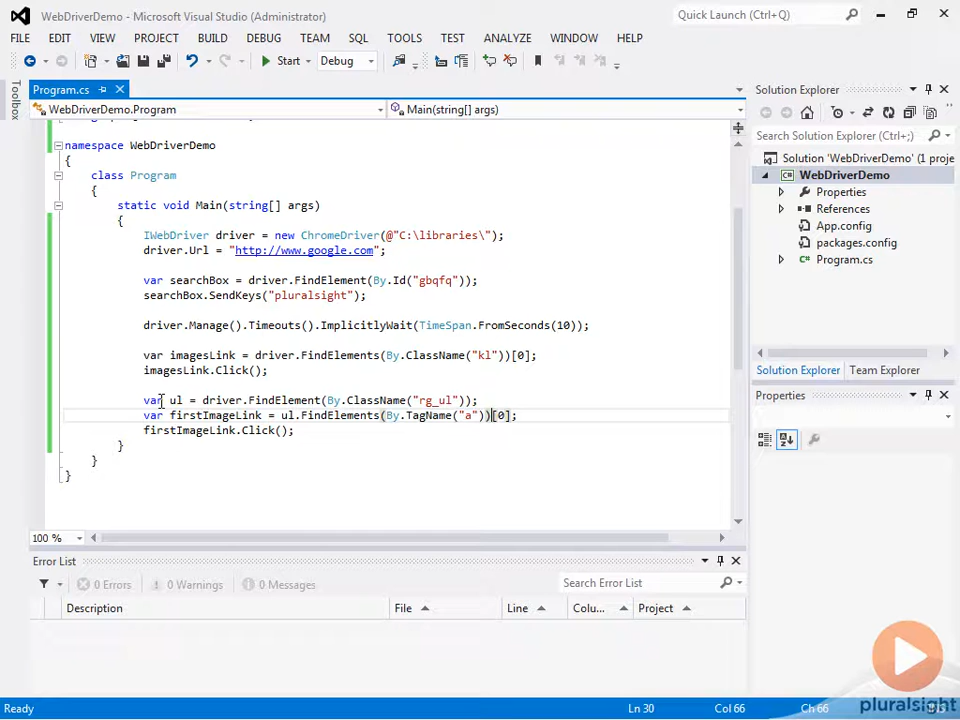 WebDriverDemo - Microsoft Visual Studio (Administrator)
Quick Launch (Ctrl+Q)
FILE EDIT VIEW PROJECT BUILD DEBUG TEAM SQL TOOLS TEST ANALYZE WINDOW HELP
Start Debug
Toolbox
Program.cs
WebDriverDemo.Program
Main(string[] args)
namespace WebDriverDemo
{
class Program
{
static void Main(string[] args)
{
IWebDriver driver = new ChromeDriver(@"C:\libraries\");
driver.Url = "http://www.google.com";
var searchBox = driver.FindElement(By.Id("gbqfq"));
searchBox.SendKeys("pluralsight");
driver.Manage().Timeouts().ImplicitlyWait(TimeSpan.FromSeconds(10));
var imagesLink = driver.FindElements(By.ClassName("kl"))[0];
imagesLink.Click();
var ul = driver.FindElement(By.ClassName("rg_ul"));
var firstImageLink = ul.FindElements(By.TagName("a"))[0];
firstImageLink.Click();
}
}
}
100 %
Error List
0 Errors
0 Warnings
0 Messages
Search Error List
Description File Line Colu... Project
Solution Explorer
Search Solution Explorer (Ctrl+;)
Solution 'WebDriverDemo' (1 proje
WebDriverDemo
Properties
References
App.config
packages.config
Program.cs
Solution Explorer Team Explorer
Properties
Ready
Ln 30
Col 66
Ch 66
pluralsight